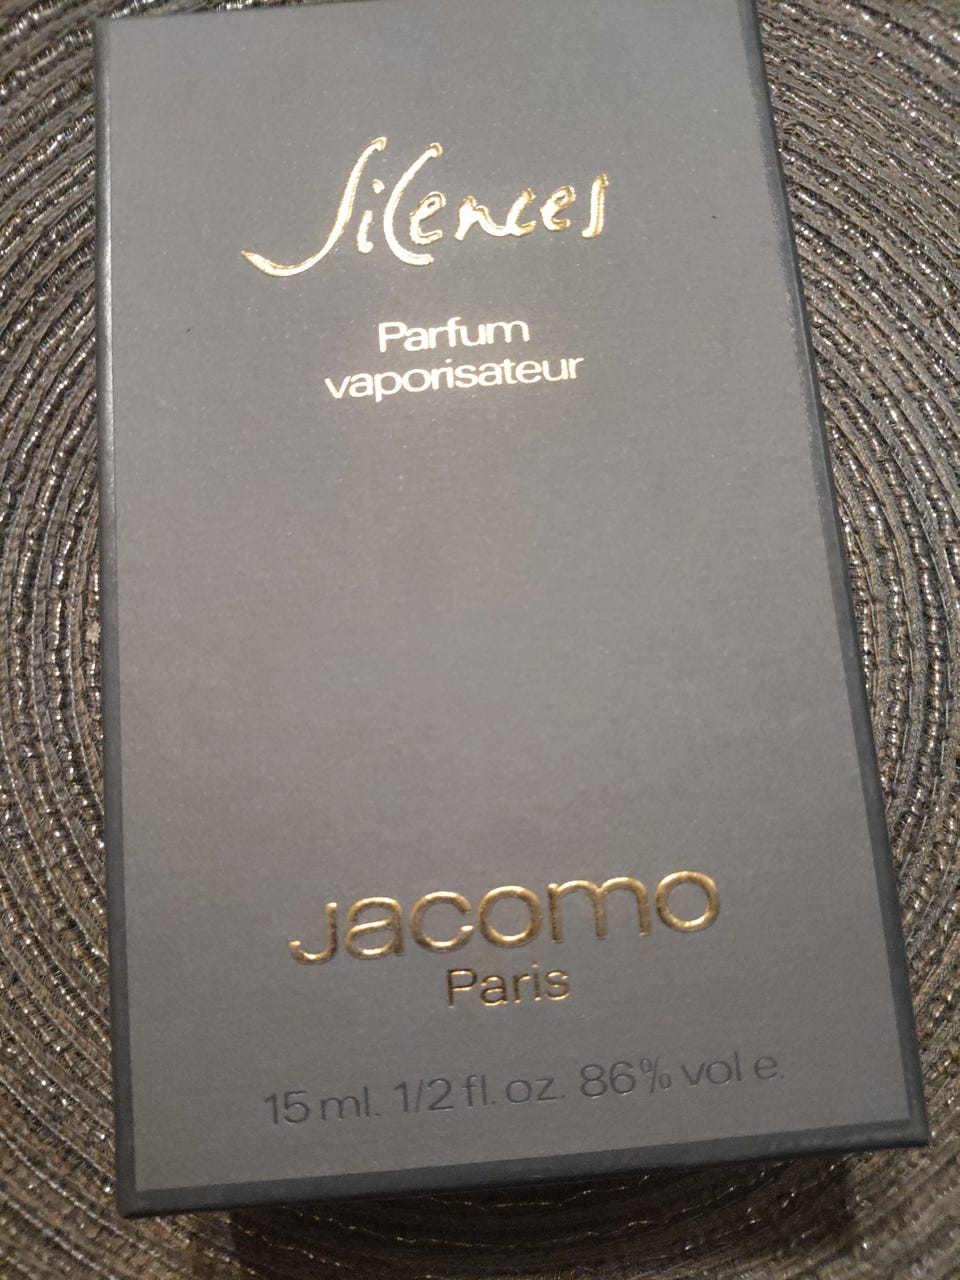 Silences
Parfum
vaporisateur
Jacomo
Paris
15 ml. 1/2 fl. oz. 86% vol e.